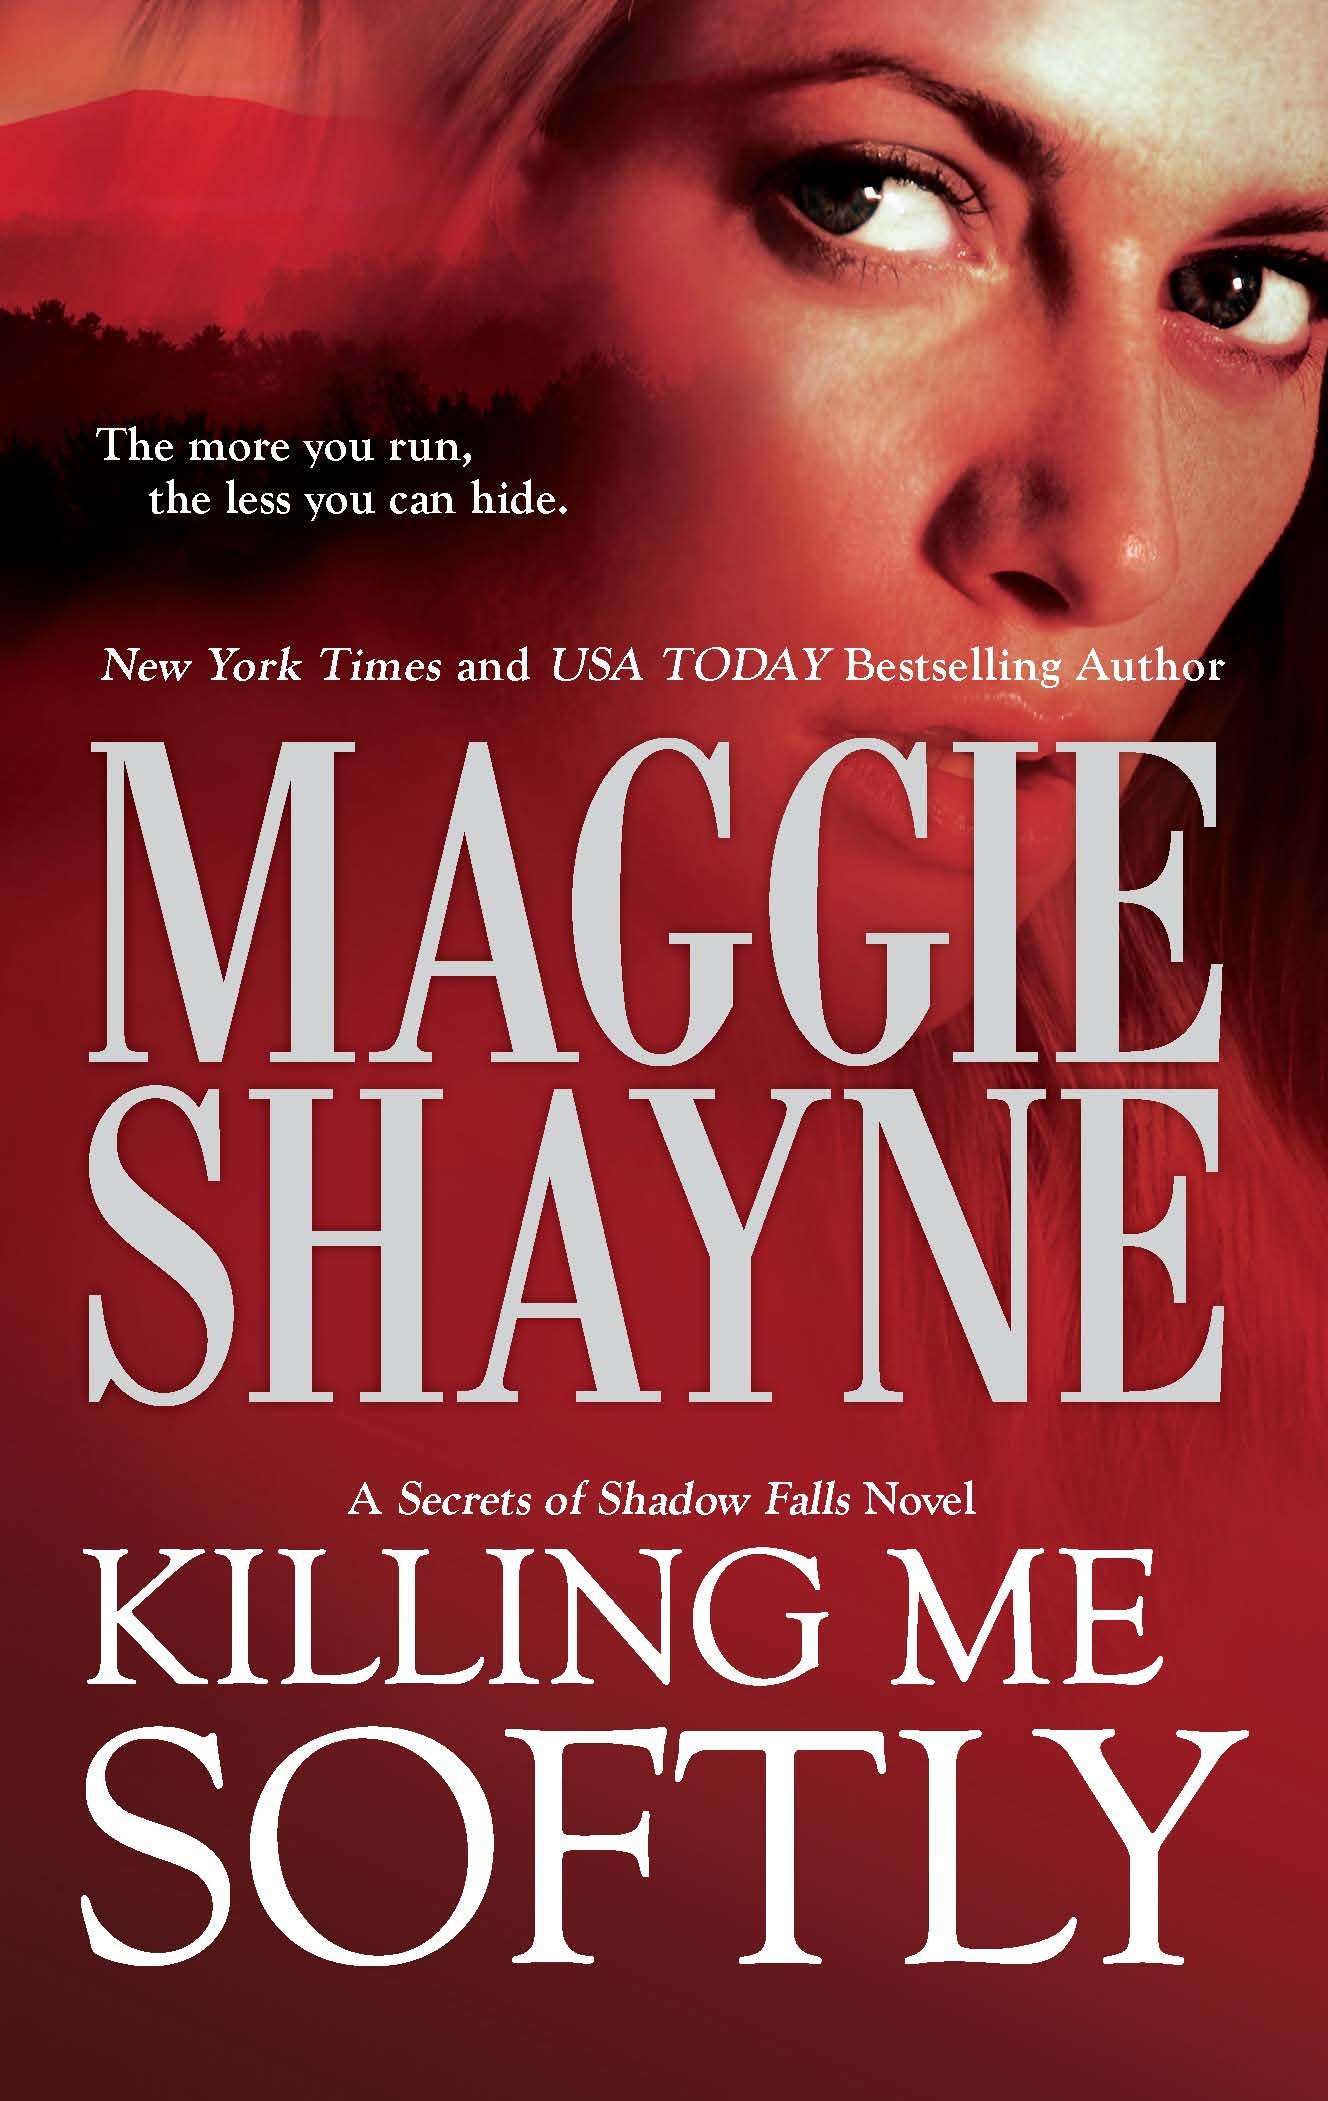 The more you run,
the less you can hide.
New York Times and USA TODAY Bestselling Author
MAGGIE
SHAYNE
A Secrets of Shadow Falls Novel
KILLING ME
SOFTLY